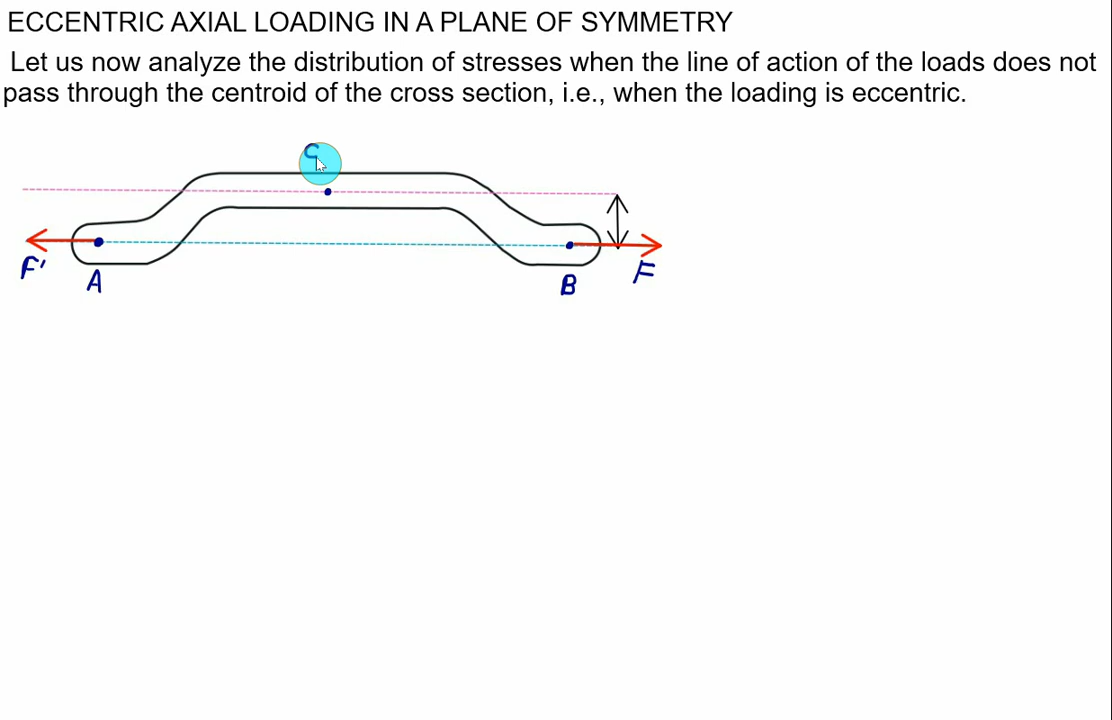 ECCENTRIC AXIAL LOADING IN A PLANE OF SYMMETRY
Let us now analyze the distribution of stresses when the line of action of the loads does not
pass through the centroid of the cross section, i.e., when the loading is eccentric.
F'
A
B
F